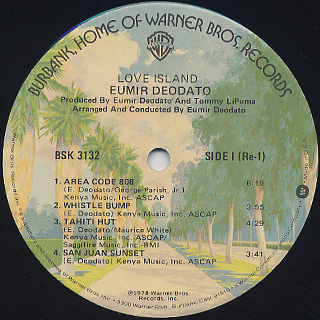 BURBANK, HOME OF WARNER BROS. RECORDS
LOVE ISLAND
EUMIR DEODATO
Produced By Eumir Deodato And Tommy LiPuma
Arranged And Conducted By Eumir Deodato
BSK 3132
SIDE I (Re-1)
1. AREA CODE 808 6:19
(E. Deodato/George Parish, Jr.)
Kenya Music, Inc. ASCAP
2. WHISTLE BUMP 3:55
(E. Deodato) Kenya Music, Inc. ASCAP
3. TAHITI HUT 4:29
(E. Deodato/Maurice White)
Kenya Music, Inc. ASCAP/
Saggifire Music-BMI
4. SAN JUAN SUNSET 3:41
(E. Deodato) Kenya Music, Inc. ASCAP
℗1978 Warner Bros.
Records, Inc.